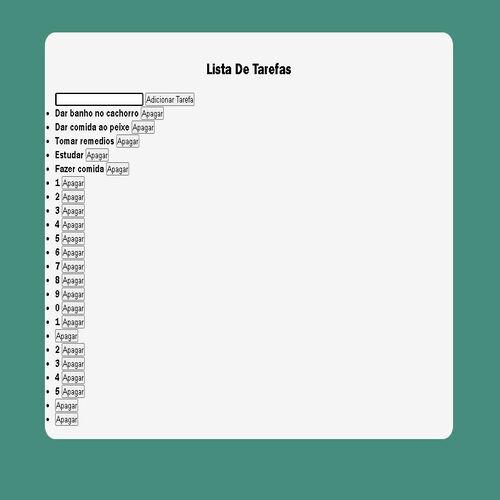 Lista De Tarefas
Adicionar Tarefa
Dar banho no cachorro Apagar
Dar comida ao peixe Apagar
Tomar remedios Apagar
Estudar Apagar
Fazer comida Apagar
1 Apagar
2 Apagar
3 Apagar
4 Apagar
5 Apagar
6 Apagar
7 Apagar
8 Apagar
9 Apagar
0 Apagar
1 Apagar
Apagar
2 Apagar
3 Apagar
4 Apagar
5 Apagar
Apagar
Apagar